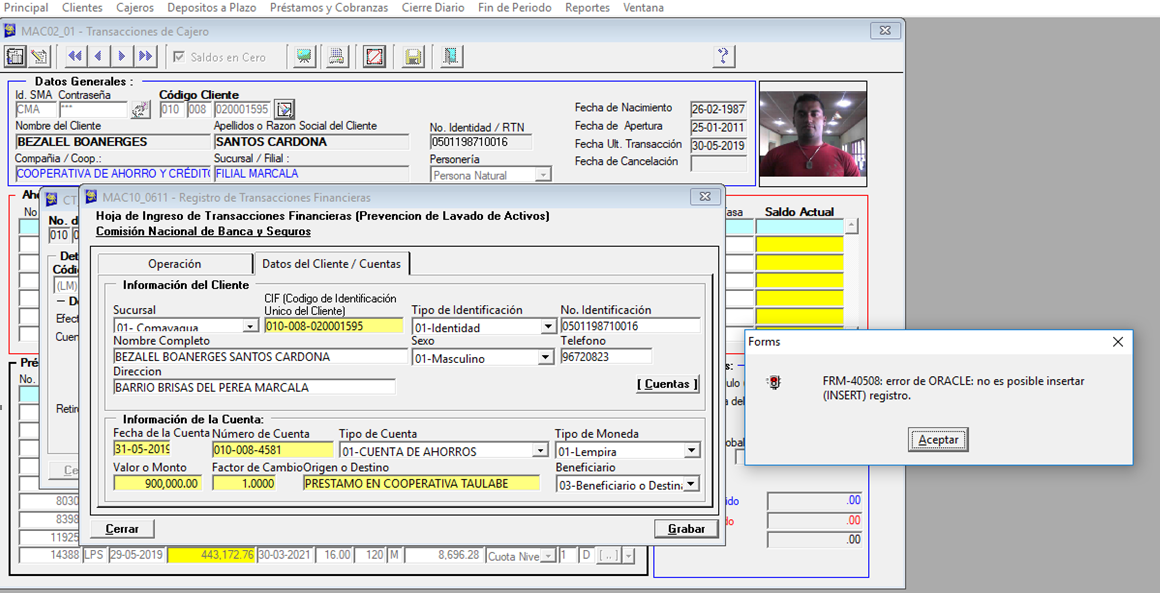 Principal Clientes Cajeros Depositos a Plazo Préstamos y Cobranzas Cierre Diario Fin de Periodo Reportes Ventana
MAC02_01 - Transacciones de Cajero
Saldos en Cero
Datos Generales :
Id. SMA Contraseña Código Cliente
CMA *** 010 008 020001595
Nombre del Cliente Apellidos o Razon Social del Cliente No. Identidad / RTN
BEZALEL BOANERGES SANTOS CARDONA 0501198710016
Compañia / Coop.: Sucursal / Filial : Personería
COOPERATIVA DE AHORRO Y CRÉDIT FILIAL MARCALA Persona Natural
Fecha de Nacimiento 26-02-1987
Fecha de Apertura 25-01-2011
Fecha Ult. Transacción 30-05-2019
Fecha de Cancelación
Aho
No
asa Saldo Actual
CT
No. d
010 0
Det
Códi
(LM)
D
Efect
Cuen
Pré
No.
Retir
Ce
MAC10_0611 - Registro de Transacciones Financieras
Hoja de Ingreso de Transacciones Financieras (Prevencion de Lavado de Activos)
Comisión Nacional de Banca y Seguros
Operación Datos del Cliente / Cuentas
Información del Cliente
Sucursal CIF (Codigo de Identificación Unico del Cliente) Tipo de Identificación No. Identificación
01- Comayagua 010-008-020001595 01-Identidad 0501198710016
Nombre Completo Sexo Telefono
BEZALEL BOANERGES SANTOS CARDONA 01-Masculino 96720823
Direccion
BARRIO BRISAS DEL PEREA MARCALA [ Cuentas ]
Información de la Cuenta:
Fecha de la Cuenta Número de Cuenta Tipo de Cuenta Tipo de Moneda
31-05-2019 010-008-4581 01-CUENTA DE AHORROS 01-Lempira
Valor o Monto Factor de Cambio Origen o Destino Beneficiario
900,000.00 1.0000 PRESTAMO EN COOPERATIVA TAULABE 03-Beneficiario o Destina
Cerrar Grabar
Forms
FRM-40508: error de ORACLE: no es posible insertar
(INSERT) registro.
Aceptar
s:
ulo
a del
obal
ido .00
do .00
.00
8030
8398
11925
14388 LPS 29-05-2019 443,172.76 30-03-2021 16.00 120 M 8,696.28 Cuota Nive 1 D [ .. ]